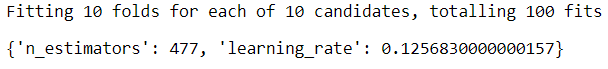 Fitting 10 folds for each of 10 candidates, totalling 100 fits
{'n_estimators': 477, 'learning_rate': 0.1256830000000157}